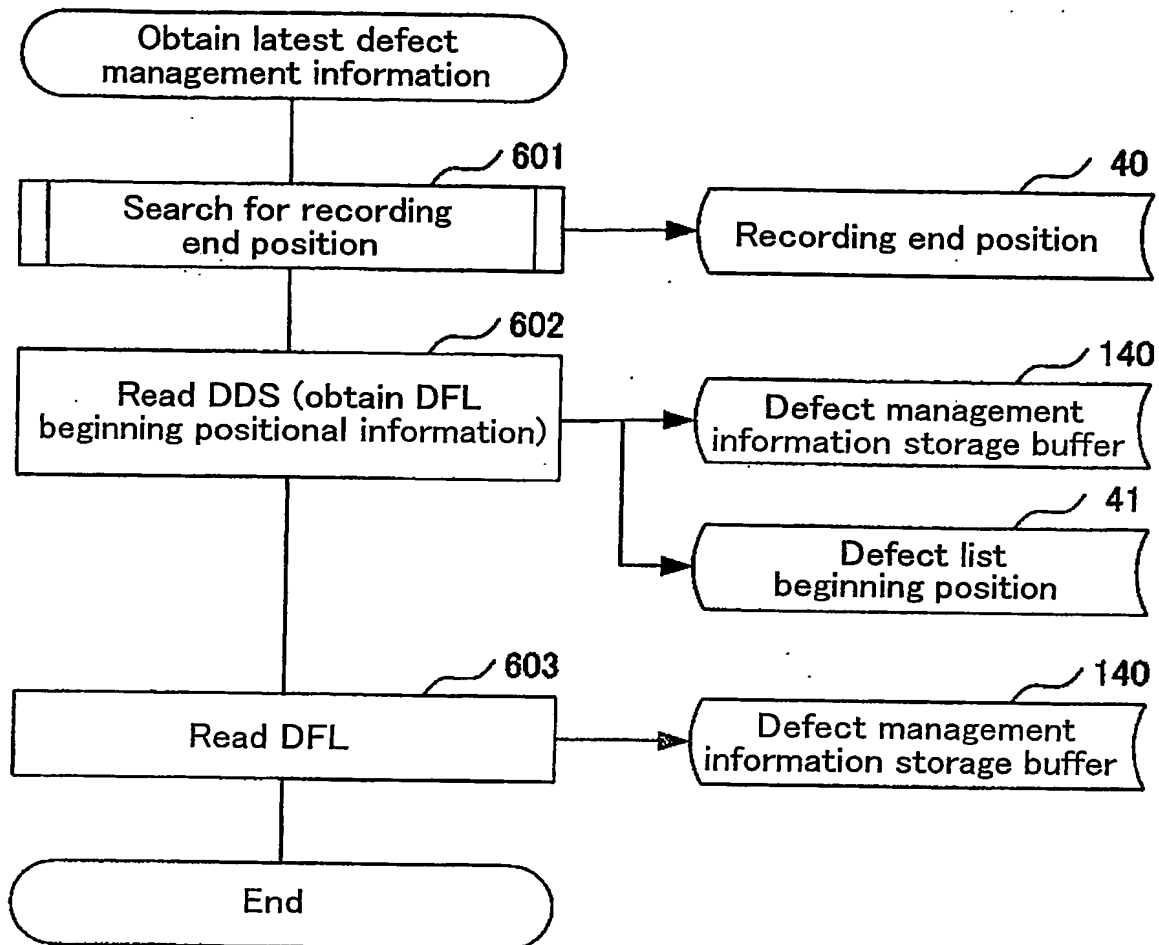 Obtain latest defect
management information
601
40
Search for recording
end position
Recording end position
602
140
Read DDS (obtain DFL
beginning positional information)
Defect management
information storage buffer
41
Defect list
beginning position
603
140
Read DFL
Defect management
information storage buffer
End